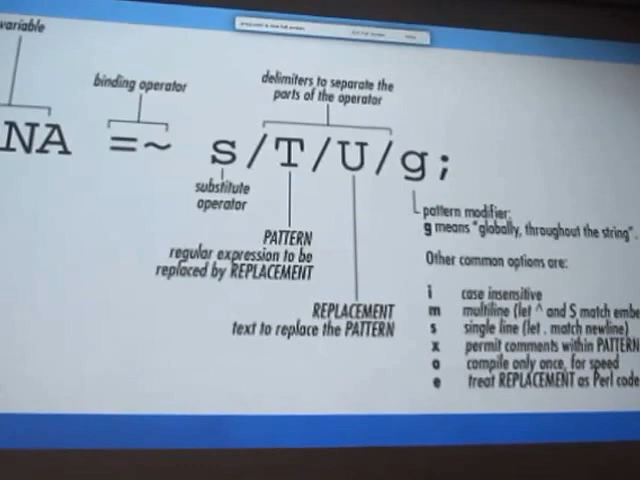 variable
binding operator
delimiters to separate the
parts of the operator
NA =~ s/T/U/g;
substitute
operator
PATTERN
regular expression to be
replaced by REPLACEMENT
REPLACEMENT
text to replace the PATTERN
pattern modifier:
g means "globally, throughout the string".
Other common options are:
i case insensitive
m multiline (let ^ and $ match embe
s single line (let . match newline)
x permit comments within PATTERN
o compile only once, for speed
e treat REPLACEMENT as Perl code